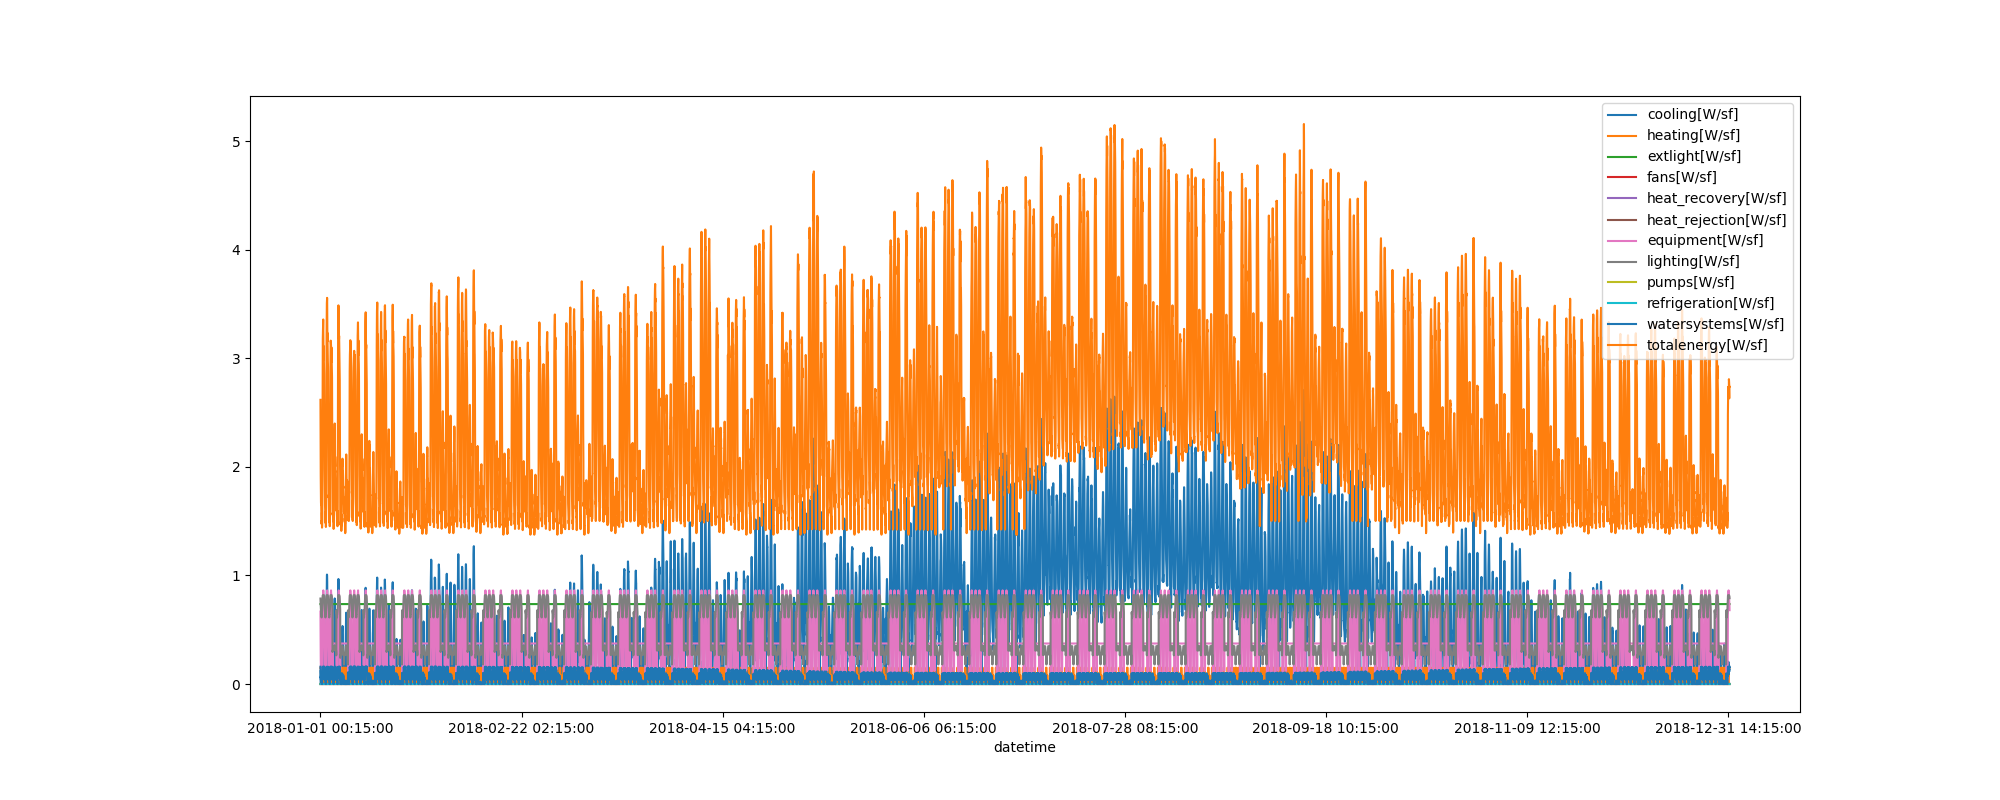 cooling[W/sf]
heating[W/sf]
extlight[W/sf]
fans[W/sf]
heat_recovery[W/sf]
heat_rejection[W/sf]
equipment[W/sf]
lighting[W/sf]
pumps[W/sf]
refrigeration[W/sf]
watersystems[W/sf]
totalenergy[W/sf]
5
4
3
2
1
0
2018-01-01 00:15:00 2018-02-22 02:15:00 2018-04-15 04:15:00 2018-06-06 06:15:00 2018-07-28 08:15:00 2018-09-18 10:15:00 2018-11-09 12:15:00 2018-12-31 14:15:00
datetime